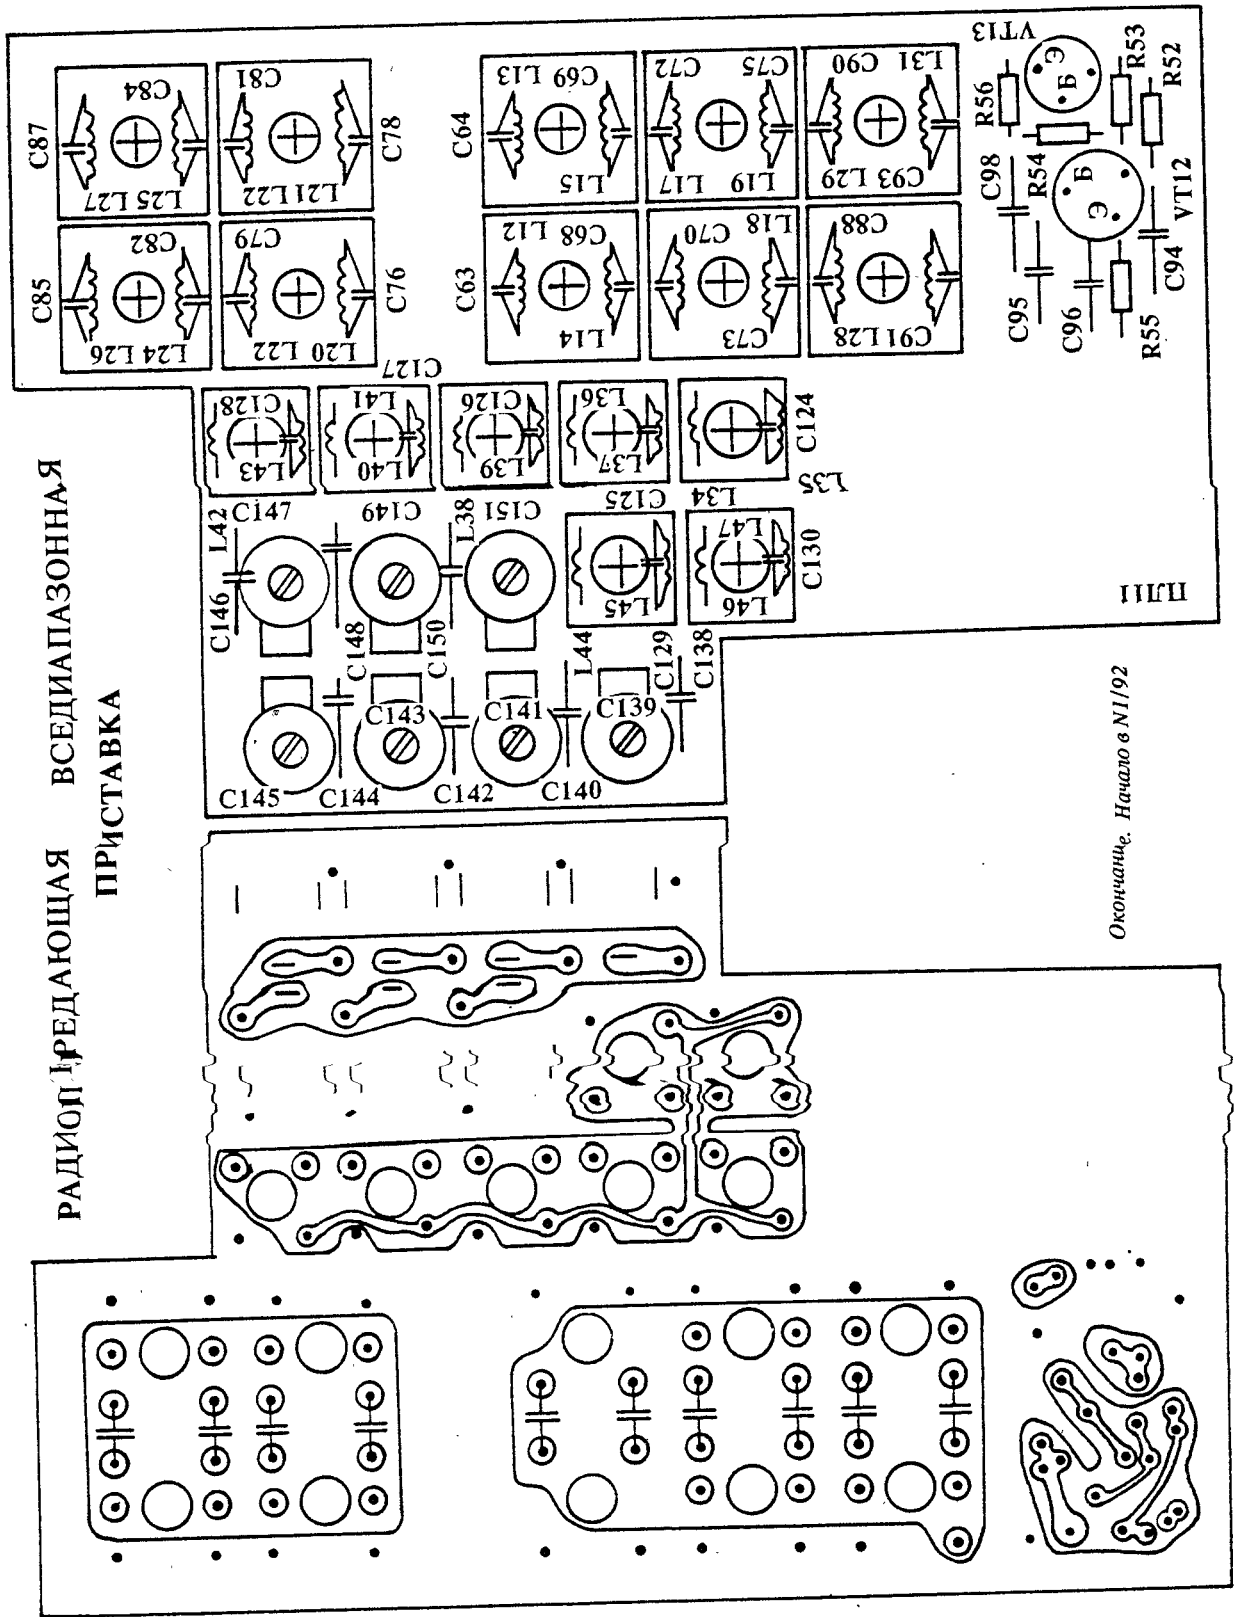 РАДИОПЕРЕДАЮЩАЯ ВСЕДИАПАЗОННАЯ
ПРИСТАВКА
C87
C84
L27 L25
C81
L22 L21
C78
C85
C82
L26 L24
C79
L22 L20
C76
C64
L13 C69
L15
C72 C75
L17 L19
C90 L31
L29 C93
C63
L12 C68
L14
C70 L18
C73
C88
L28 C91
VT13
R56
Э
Б
R53
R52
C98
R54
Б
Э
VT12
C95
C96
R55
C94
C128
L43
L41
C127
L40
C126
L39
L36
L37
C124
L35
L34
C125
L42
C147
C146
C149
C148
L38
C151
C150
L45
L47
L46
C130
L44
C129
C138
C145
C144
C143
C142
C141
C140
C139
ПЛ11
Окончание. Начало в N1/92